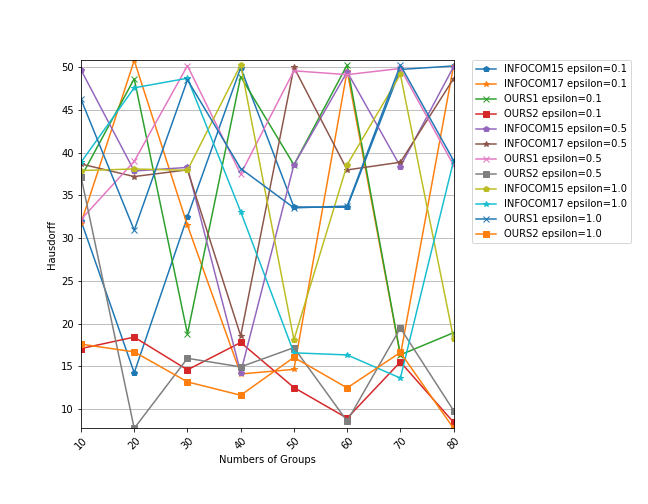 50
45
40
35
30
25
20
15
10
Hausdorff
10
20
30
40
50
60
70
80
Numbers of Groups
INFOCOM15 epsilon=0.1
INFOCOM17 epsilon=0.1
OURS1 epsilon=0.1
OURS2 epsilon=0.1
INFOCOM15 epsilon=0.5
INFOCOM17 epsilon=0.5
OURS1 epsilon=0.5
OURS2 epsilon=0.5
INFOCOM15 epsilon=1.0
INFOCOM17 epsilon=1.0
OURS1 epsilon=1.0
OURS2 epsilon=1.0